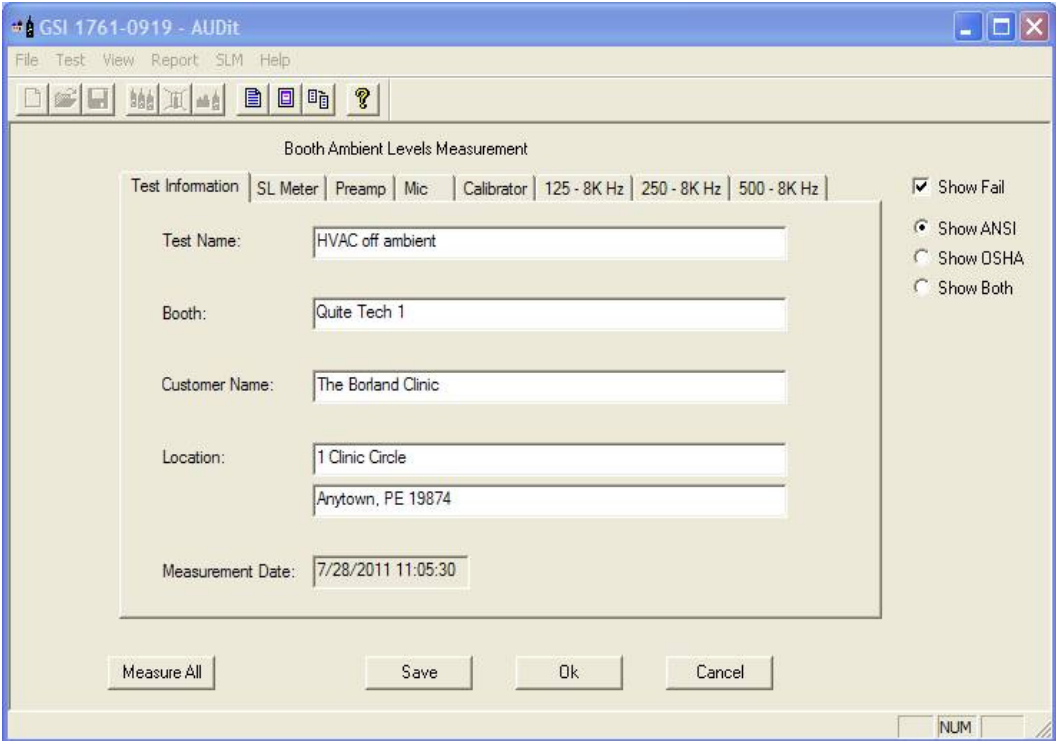 GSI 1761-0919 - AUDit
File Test View Report SLM Help
Booth Ambient Levels Measurement
Test Information SL Meter Preamp Mic Calibrator 125 - 8K Hz 250 - 8K Hz 500 - 8K Hz
Show Fail
Show ANSI
Show OSHA
Show Both
Test Name: HVAC off ambient
Booth: Quite Tech 1
Customer Name: The Borland Clinic
Location: 1 Clinic Circle
Anytown, PE 19874
Measurement Date: 7/28/2011 11:05:30
Measure All Save Ok Cancel
NUM